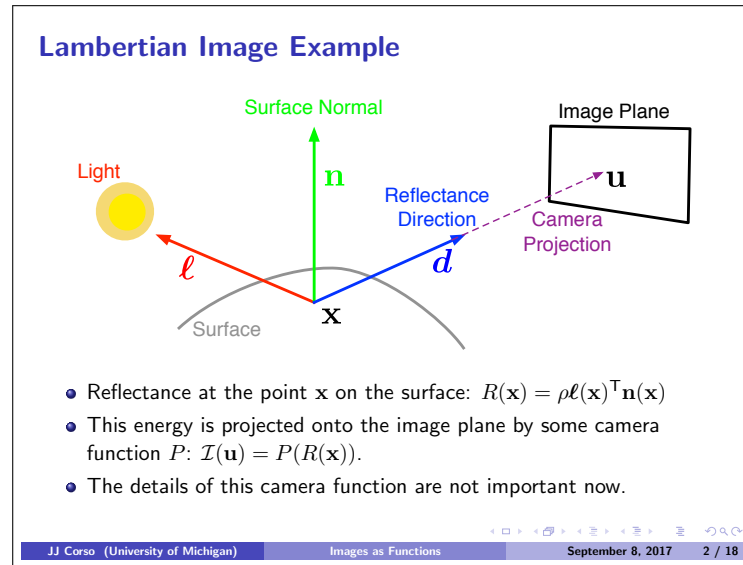 Lambertian Image Example
Surface Normal
Image Plane
Light
n
u
Reflectance
Direction
Camera
Projection
ℓ
d
x
Surface
Reflectance at the point x on the surface: R(x) = ρℓ(x)ᵀn(x)
This energy is projected onto the image plane by some camera
function P: ℐ(u) = P(R(x)).
The details of this camera function are not important now.
JJ Corso (University of Michigan) Images as Functions September 8, 2017 2 / 18